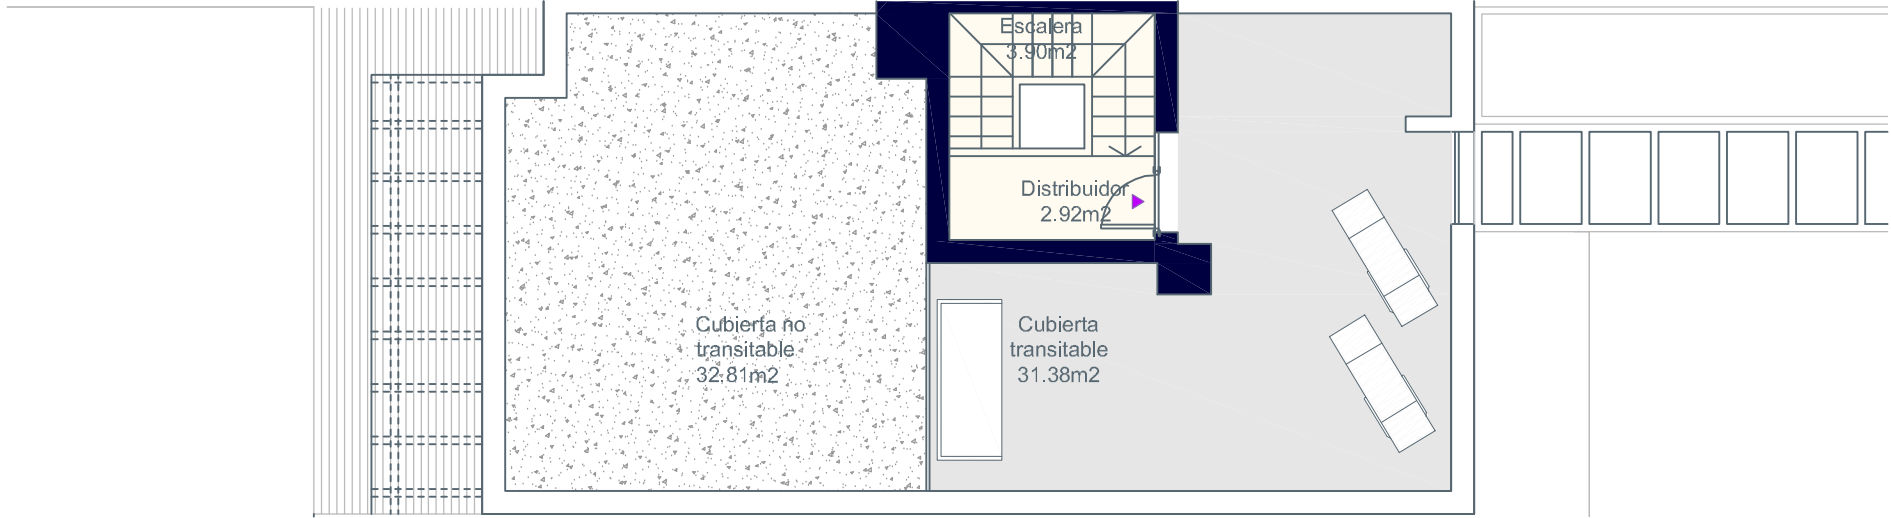 Escalera
3.90m2
Distribuidor
2.92m2
Cubierta no
transitable
32.81m2
Cubierta
transitable
31.38m2